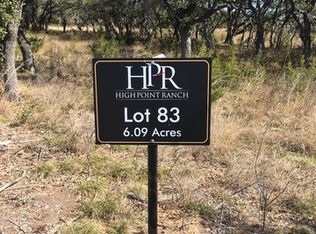 HPR
HIGH POINT RANCH
Lot 83
6.09 Acres